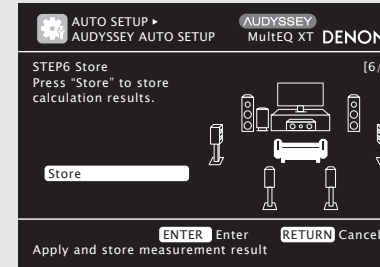 AUTO SETUP ▸
AUDYSSEY AUTO SETUP
AUDYSSEY
MultEQ XT
DENON
STEP6 Store
[6/
Press "Store" to store
calculation results.
Store
ENTER Enter
RETURN Cancel
Apply and store measurement result